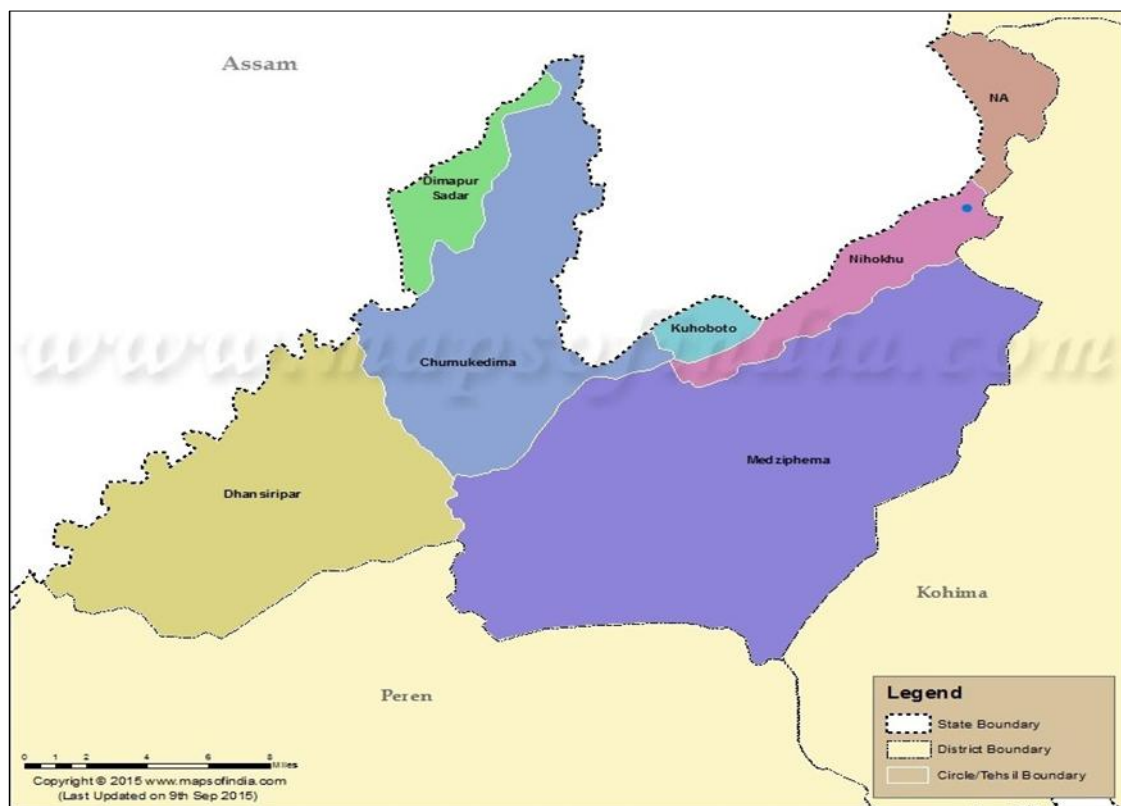 Assam
NA
Dimapur
Sadar
Nihokhu
Kuhoboto
www.mapsofindia.com
Chumukedima
Medziphema
Dhansiripar
Kohima
Peren
Legend
State Boundary
District Boundary
Circle/Tehsil Boundary
0 1 2 4 6 8
Miles
Copyright © 2015 www.mapsofindia.com
(Last Updated on 9th Sep 2015)